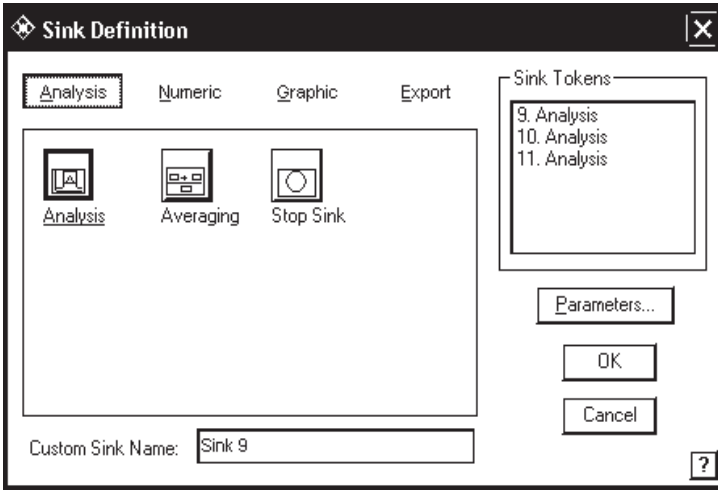 Sink Definition
Analysis Numeric Graphic Export
Sink Tokens
9. Analysis
10. Analysis
11. Analysis
Analysis Averaging Stop Sink
Parameters...
OK
Cancel
Custom Sink Name: Sink 9
?